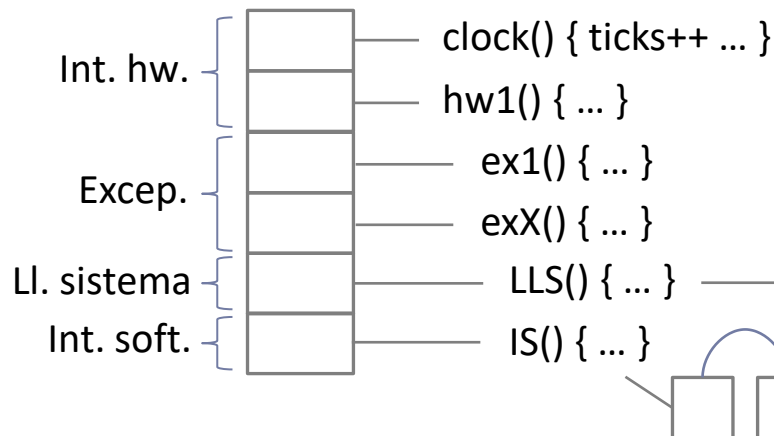 Int. hw.
clock() { ticks++ … }
hw1() { … }
Excep.
ex1() { … }
exX() { … }
Ll. sistema
LLS() { … }
Int. soft.
IS() { … }